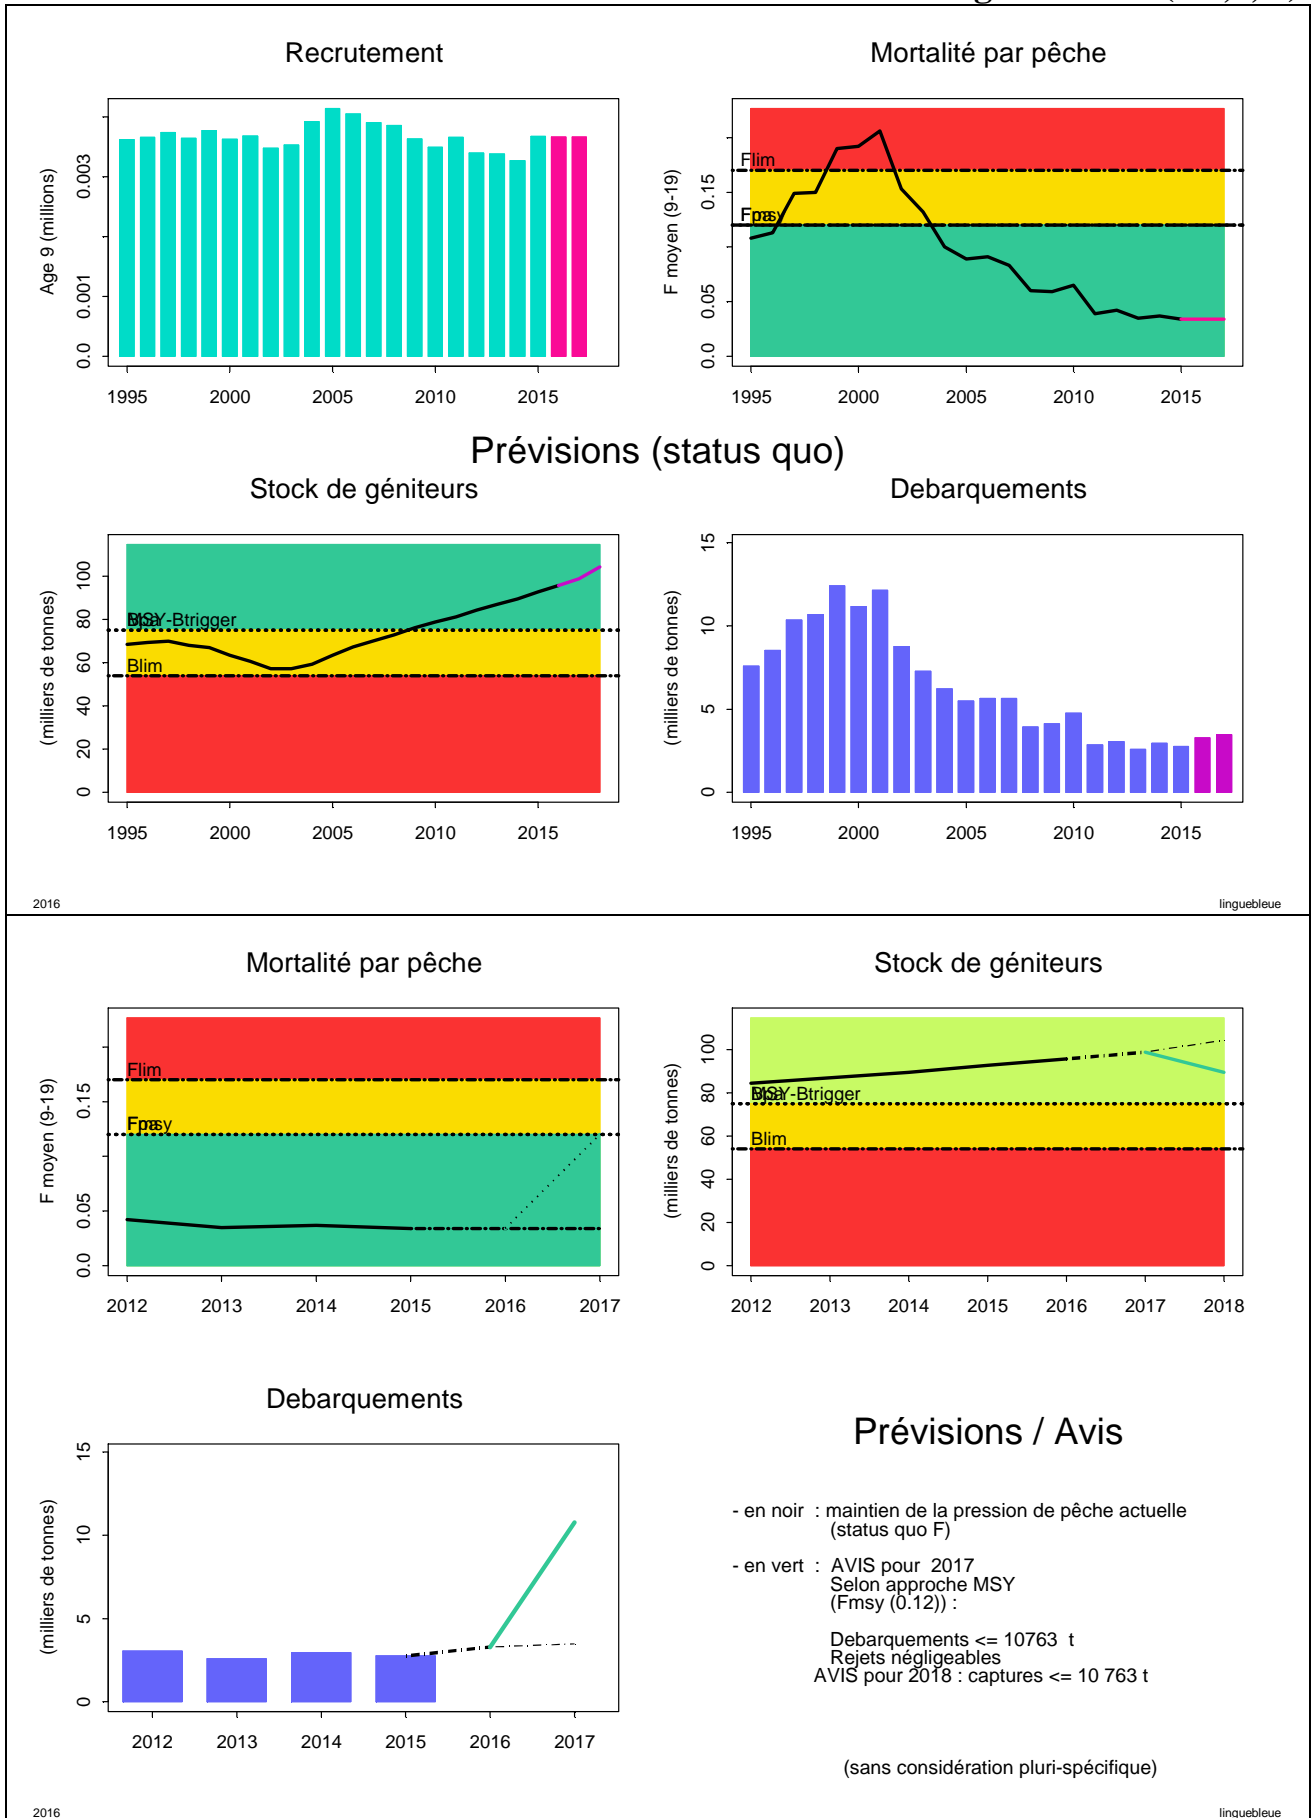 Recrutement
Mortalité par pêche
Age 9 (millions)
0.0
0.001
0.003
1995
2000
2005
2010
2015
F moyen (9-19)
0.0
0.05
0.15
Flim
1995
2000
2005
2010
2015
Prévisions (status quo)
Stock de géniteurs
Debarquements
(milliers de tonnes)
0
20
40
60
80
100
MSY-Btrigger
Blim
1995
2000
2005
2010
2015
(milliers de tonnes)
0
5
10
15
1995
2000
2005
2010
2015
2016
linguebleue
Mortalité par pêche
Stock de géniteurs
F moyen (9-19)
0.0
0.05
0.15
Flim
2012
2013
2014
2015
2016
2017
(milliers de tonnes)
0
20
40
60
80
100
MSY-Btrigger
Blim
2012
2013
2014
2015
2016
2017
2018
Debarquements
(milliers de tonnes)
0
5
10
15
2012
2013
2014
2015
2016
2017
Prévisions / Avis
- en noir : maintien de la pression de pêche actuelle
(status quo F)
- en vert : AVIS pour 2017
Selon approche MSY
(Fmsy (0.12)) :
Debarquements <= 10763 t
Rejets négligeables
AVIS pour 2018 : captures <= 10 763 t
(sans considération pluri-spécifique)
2016
linguebleue